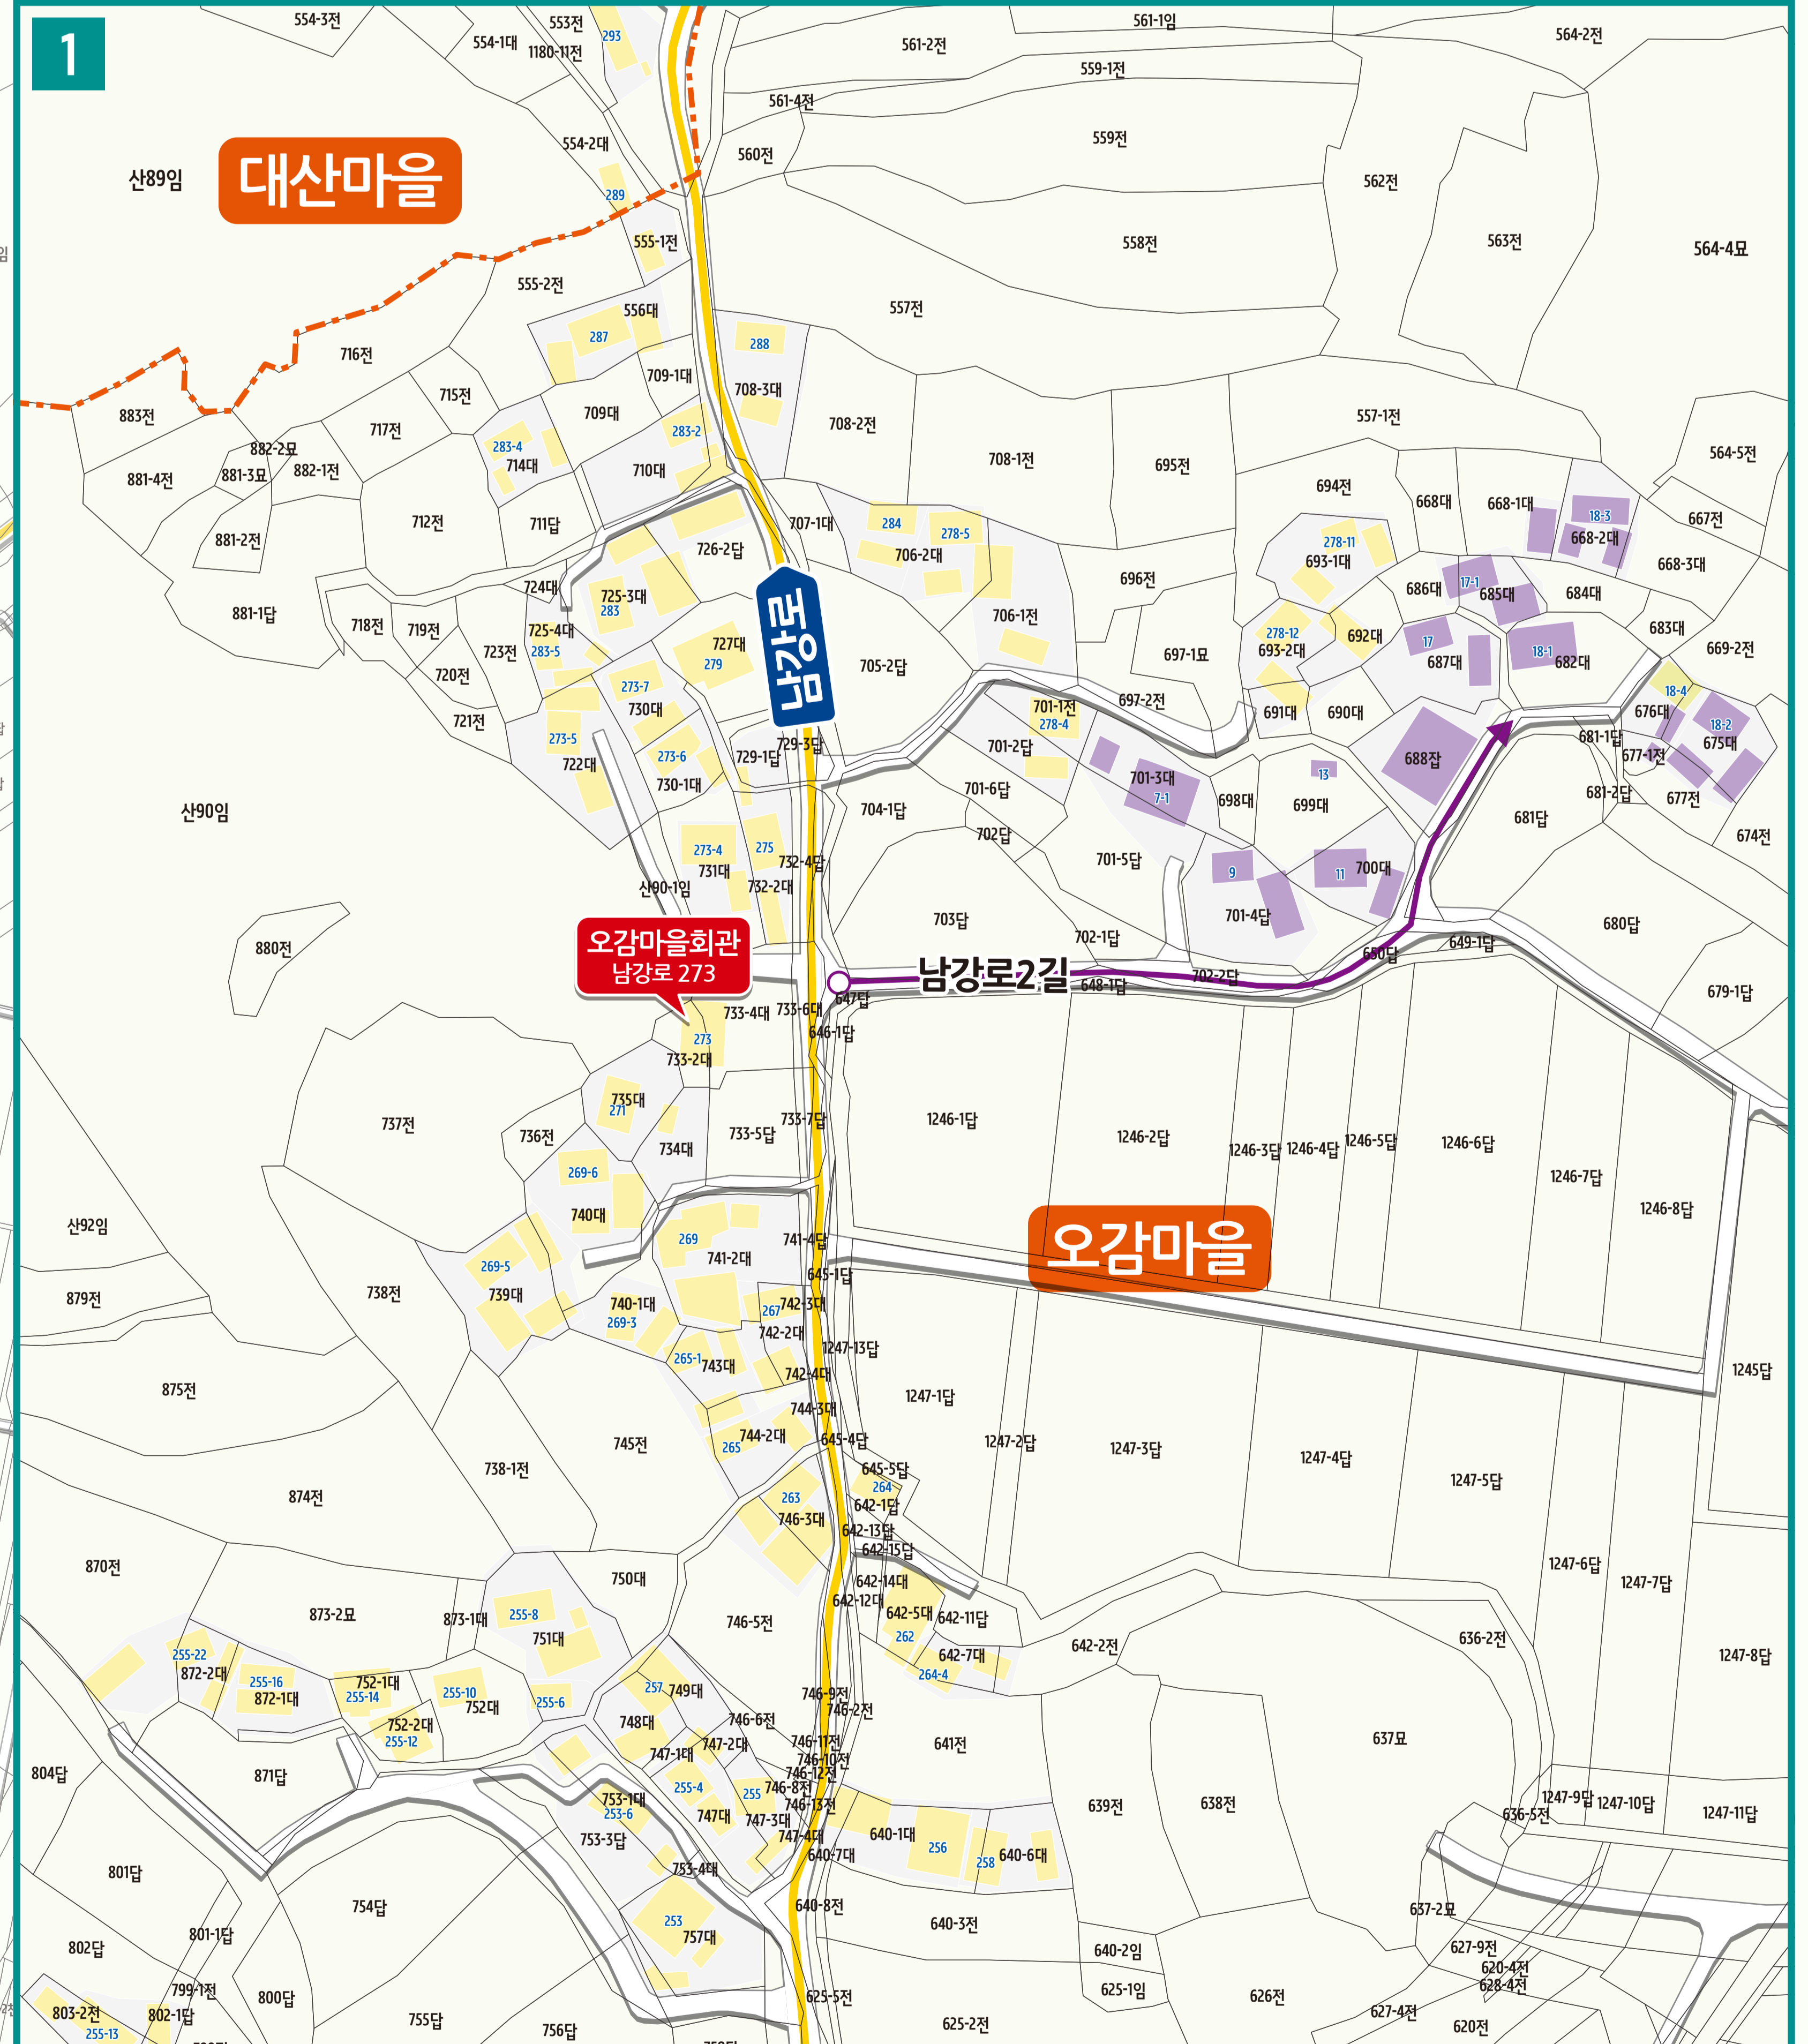 1
554-3전
554-1대
553전
1180-11전
293
561-2전
561-1임
564-2전
559-1전
561-4전
559전
554-2대
560전
산89임
대산마을
289
562전
563전
564-4묘
555-1전
558전
555-2전
556대
557전
287
288
716전
709-1대
708-3대
715전
883전
709대
557-1전
708-2전
717전
283-2
882-2묘
283-4
714대
710대
708-1전
695전
564-5전
881-4전
881-3묘
882-1전
694전
668대
668-1대
18-3
667전
712전
711답
707-1대
284
278-5
668-2대
881-2전
726-2답
706-2대
278-11
693-1대
668-3대
696전
724대
725-3대
283
686대
17-1
685대
684대
881-1답
718전
719전
723전
725-4대
283-5
727대
279
남강로
706-1전
278-12
693-2대
692대
17
687대
18-1
682대
683대
669-2전
720전
697-1묘
705-2답
273-7
730대
18-4
721전
701-1전
278-4
697-2전
691대
690대
676대
18-2
675대
273-5
722대
273-6
730-1대
729-1답
729-3답
701-2답
681-1답
677-1전
688잡
701-3대
7-1
13
698대
699대
701-6답
681-2답
677전
산90임
704-1답
702답
681답
674전
273-4
731대
275
732-4답
732-2대
701-5답
9
11
700대
산90-1임
703답
701-4답
702-1답
680답
880전
오감마을회관
남강로 273
650답
649-1답
남강로2길
702-2답
648-1답
647답
679-1답
733-4대
733-6대
646-1답
273
733-2대
735대
271
737전
736전
734대
733-5답
733-7답
1246-1답
1246-2답
1246-3답
1246-4답
1246-5답
1246-6답
1246-7답
1246-8답
269-6
740대
산92임
269
741-2대
741-4답
오감마을
269-5
739대
645-1답
879전
738전
740-1대
269-3
267
742-3대
742-2대
1247-13답
265-1
743대
742-4대
1245답
875전
1247-1답
744-3대
265
744-2대
645-4답
745전
1247-2답
1247-3답
1247-4답
1247-5답
738-1전
645-5답
264
874전
263
746-3대
642-1답
642-13답
642-15답
870전
750대
642-14대
642-12대
1247-6답
1247-7답
873-2묘
873-1대
255-8
751대
746-5전
642-5대
642-11답
262
642-2전
636-2전
255-22
872-2대
642-7대
264-4
1247-8답
255-16
872-1대
752-1대
255-14
255-10
752대
255-6
257
749대
746-9전
746-2전
752-2대
255-12
748대
746-6전
747-1대
747-2대
746-11전
746-10전
746-12전
641전
637묘
804답
871답
255-4
255
746-8전
746-13전
639전
638전
753-1대
253-6
747대
747-3대
747-4대
1247-9답
1247-10답
1247-11답
636-5전
753-3답
753-4대
640-7대
640-1대
256
258
640-6대
801답
754답
640-8전
253
757대
640-3전
637-2묘
802답
801-1답
640-2임
627-9전
620-4전
628-4전
799-1전
800답
625-5전
625-1임
626전
803-2전
802-1답
255-13
755답
756답
625-2전
627-4전
620전